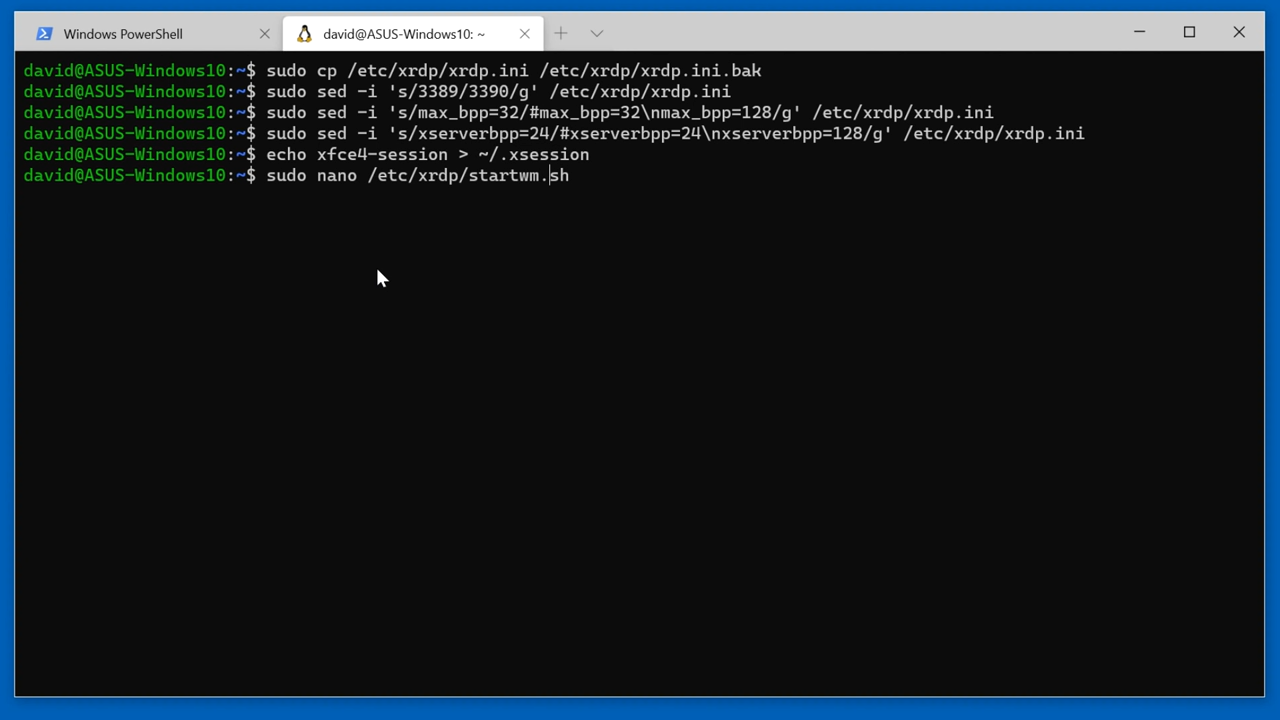 Windows PowerShell
david@ASUS-Windows10: ~
david@ASUS-Windows10:~$ sudo cp /etc/xrdp/xrdp.ini /etc/xrdp/xrdp.ini.bak
david@ASUS-Windows10:~$ sudo sed -i 's/3389/3390/g' /etc/xrdp/xrdp.ini
david@ASUS-Windows10:~$ sudo sed -i 's/max_bpp=32/#max_bpp=32\nmax_bpp=128/g' /etc/xrdp/xrdp.ini
david@ASUS-Windows10:~$ sudo sed -i 's/xserverbpp=24/#xserverbpp=24\nxserverbpp=128/g' /etc/xrdp/xrdp.ini
david@ASUS-Windows10:~$ echo xfce4-session > ~/.xsession
david@ASUS-Windows10:~$ sudo nano /etc/xrdp/startwm.sh